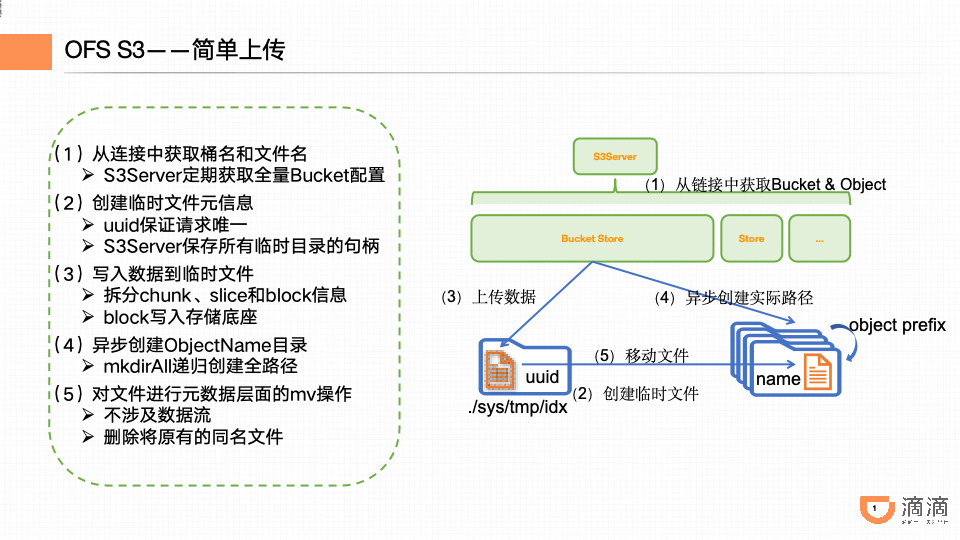 OFS S3——简单上传
（1）从连接中获取桶名和文件名
➢ S3Server定期获取全量Bucket配置
（2）创建临时文件元信息
➢ uuid保证请求唯一
➢ S3Server保存所有临时目录的句柄
（3）写入数据到临时文件
➢ 拆分chunk、slice和block信息
➢ block写入存储底座
（4）异步创建ObjectName目录
➢ mkdirAll递归创建全路径
（5）对文件进行元数据层面的mv操作
➢ 不涉及数据流
➢ 删除将原有的同名文件
S3Server
（1）从链接中获取Bucket & Object
Bucket Store
Store
...
（3）上传数据
（4）异步创建实际路径
object prefix
（5）移动文件
uuid
name
（2）创建临时文件
./sys/tmp/idx
1
滴滴